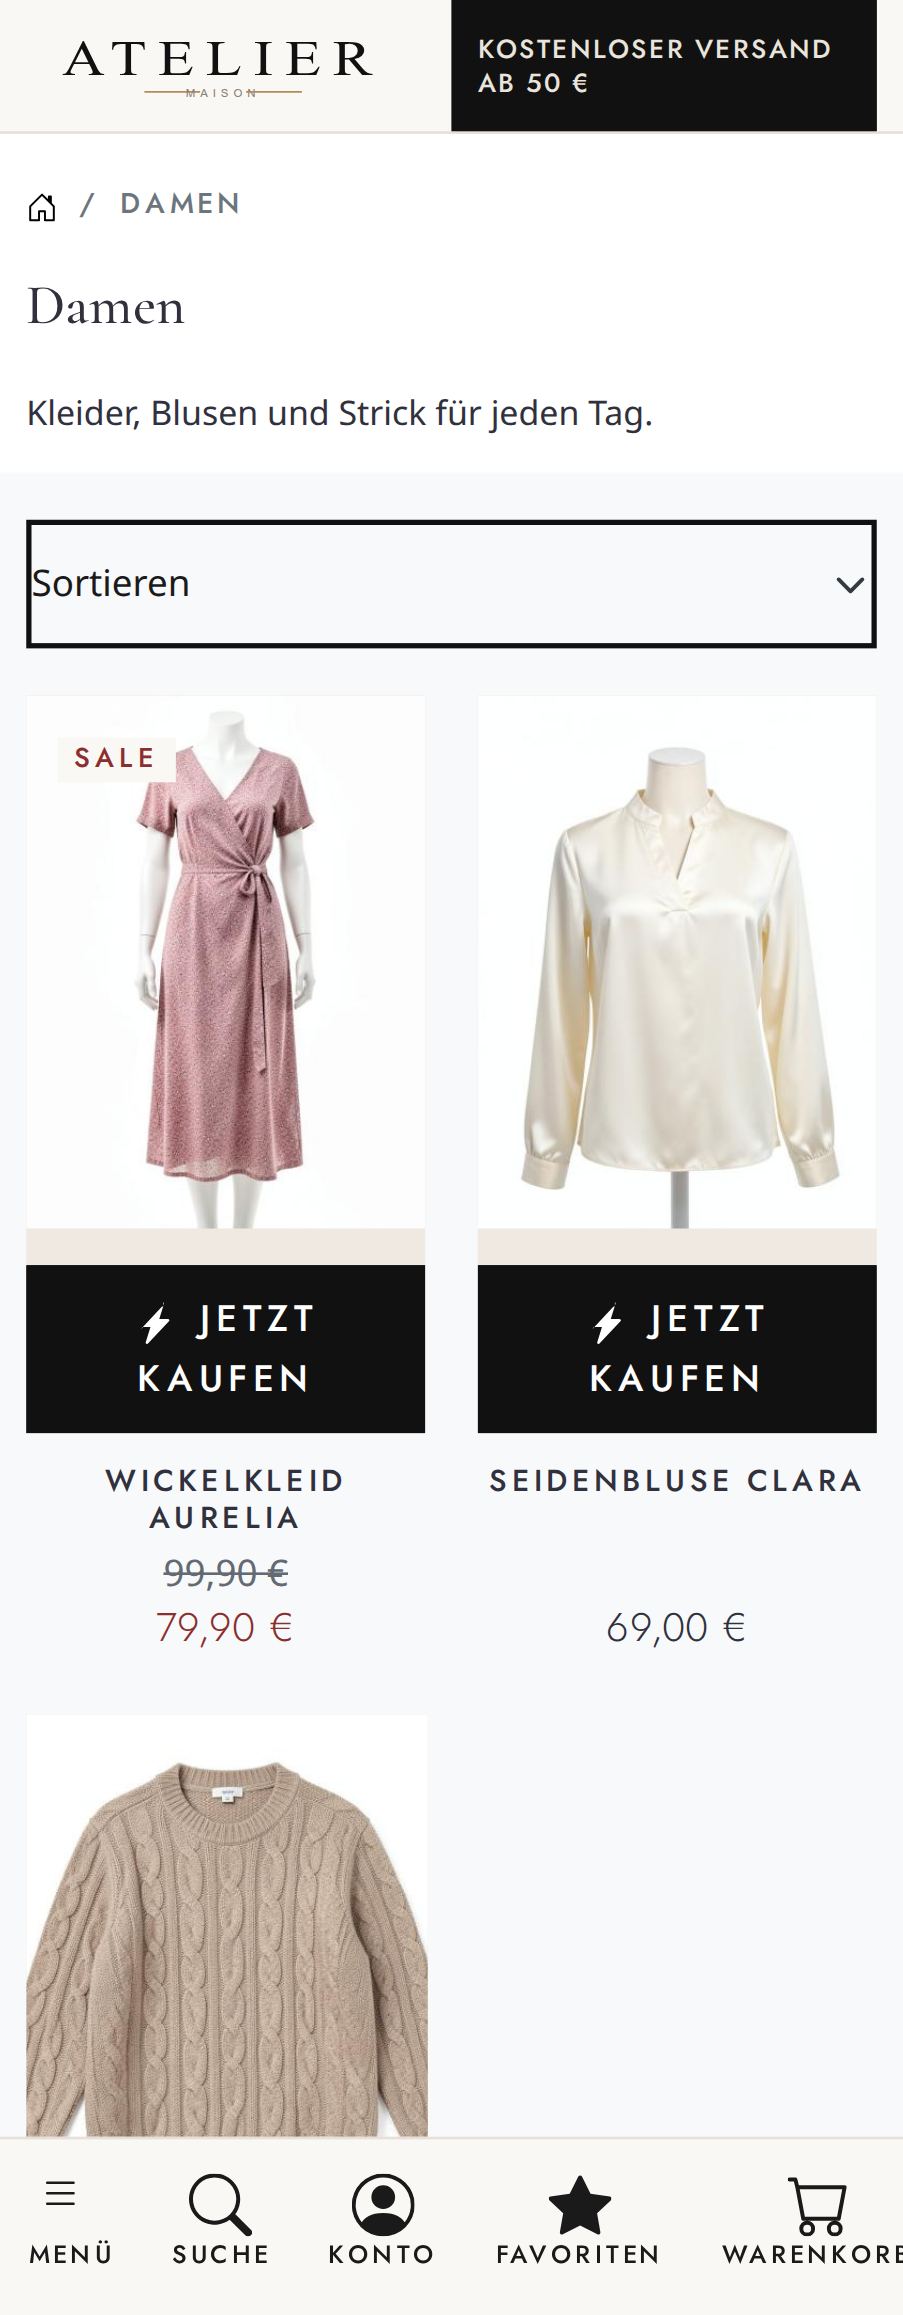 ATELIER
MAISON
KOSTENLOSER VERSAND
AB 50 €
/ DAMEN
Damen
Kleider, Blusen und Strick für jeden Tag.
Sortieren
SALE
JETZT
KAUFEN
JETZT
KAUFEN
WICKELKLEID
AURELIA
99,90 €
79,90 €
SEIDENBLUSE CLARA
69,00 €
MENÜ
SUCHE
KONTO
FAVORITEN
WARENKORB